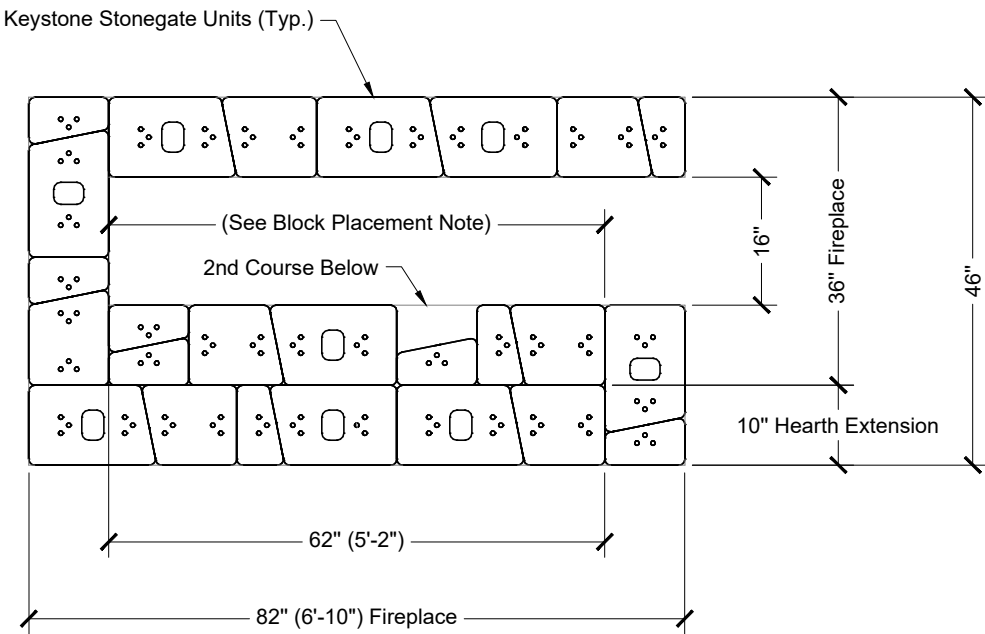 Keystone Stonegate Units (Typ.)
(See Block Placement Note)
2nd Course Below
16"
36" Fireplace
46"
10" Hearth Extension
62" (5'-2")
82" (6'-10") Fireplace